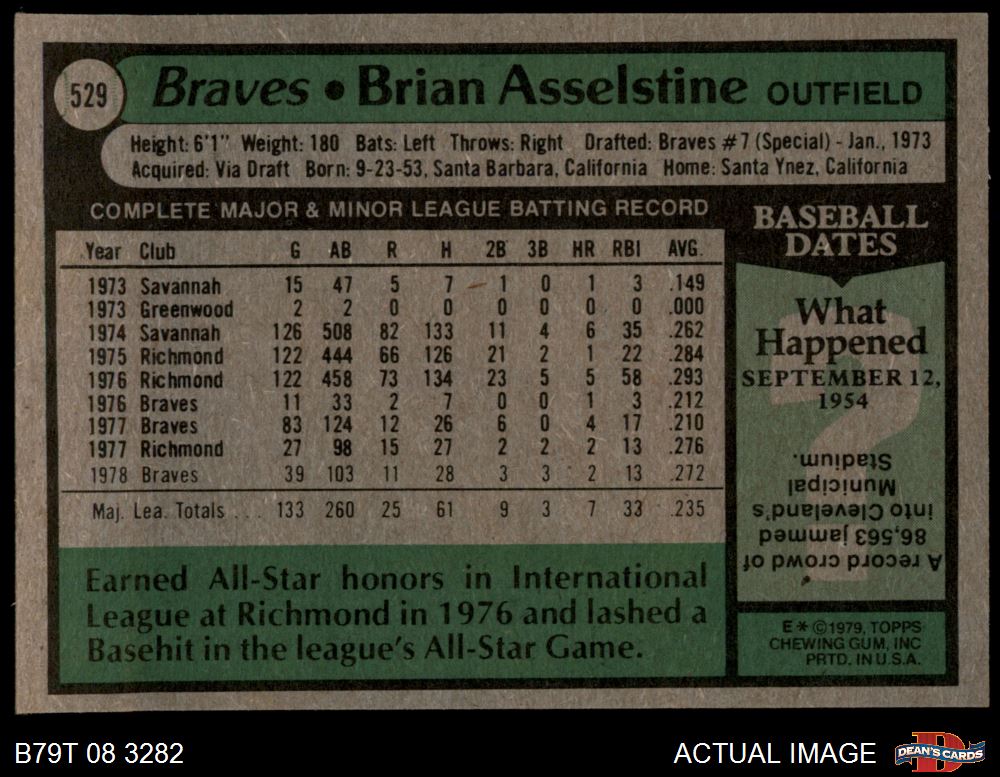 529 Braves • Brian Asselstine OUTFIELD
Height: 6'1" Weight: 180 Bats: Left Throws: Right Drafted: Braves #7 (Special) - Jan., 1973
Acquired: Via Draft Born: 9-23-53, Santa Barbara, California Home: Santa Ynez, California
COMPLETE MAJOR & MINOR LEAGUE BATTING RECORD
Year Club G AB R H 2B 3B HR RBI AVG.
1973 Savannah 15 47 5 7 1 0 1 3 .149
1973 Greenwood 2 2 0 0 0 0 0 0 .000
1974 Savannah 126 508 82 133 11 4 6 35 .262
1975 Richmond 122 444 66 126 21 2 1 22 .284
1976 Richmond 122 458 73 134 23 5 5 58 .293
1976 Braves 11 33 2 7 0 0 1 3 .212
1977 Braves 83 124 12 26 6 0 4 17 .210
1977 Richmond 27 98 15 27 2 2 2 13 .276
1978 Braves 39 103 11 28 3 3 2 13 .272
Maj. Lea. Totals ... 133 260 25 61 9 3 7 33 .235
Earned All-Star honors in International
League at Richmond in 1976 and lashed a
Basehit in the league's All-Star Game.
BASEBALL
DATES
What
Happened
SEPTEMBER 12,
1954
A record crowd of
86,563 jammed
into Cleveland's
Municipal
Stadium.
E*©1979, TOPPS
CHEWING GUM, INC
PRTD. IN U.S.A.
B79T 08 3282
ACTUAL IMAGE
DEAN'S CARDS